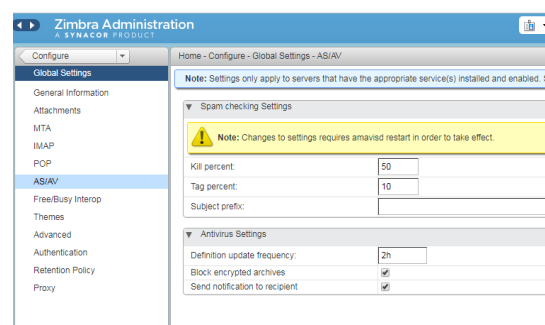 Zimbra Administration
A SYNACOR PRODUCT
Configure
Home - Configure - Global Settings - AS/AV
Global Settings
Note: Settings only apply to servers that have the appropriate service(s) installed and enabled.
General Information
Attachments
MTA
IMAP
POP
AS/AV
Free/Busy Interop
Themes
Advanced
Authentication
Retention Policy
Proxy
Spam checking Settings
Note: Changes to settings requires amavisd restart in order to take effect.
Kill percent: 50
Tag percent: 10
Subject prefix:
Antivirus Settings
Definition update frequency: 2h
Block encrypted archives
Send notification to recipient